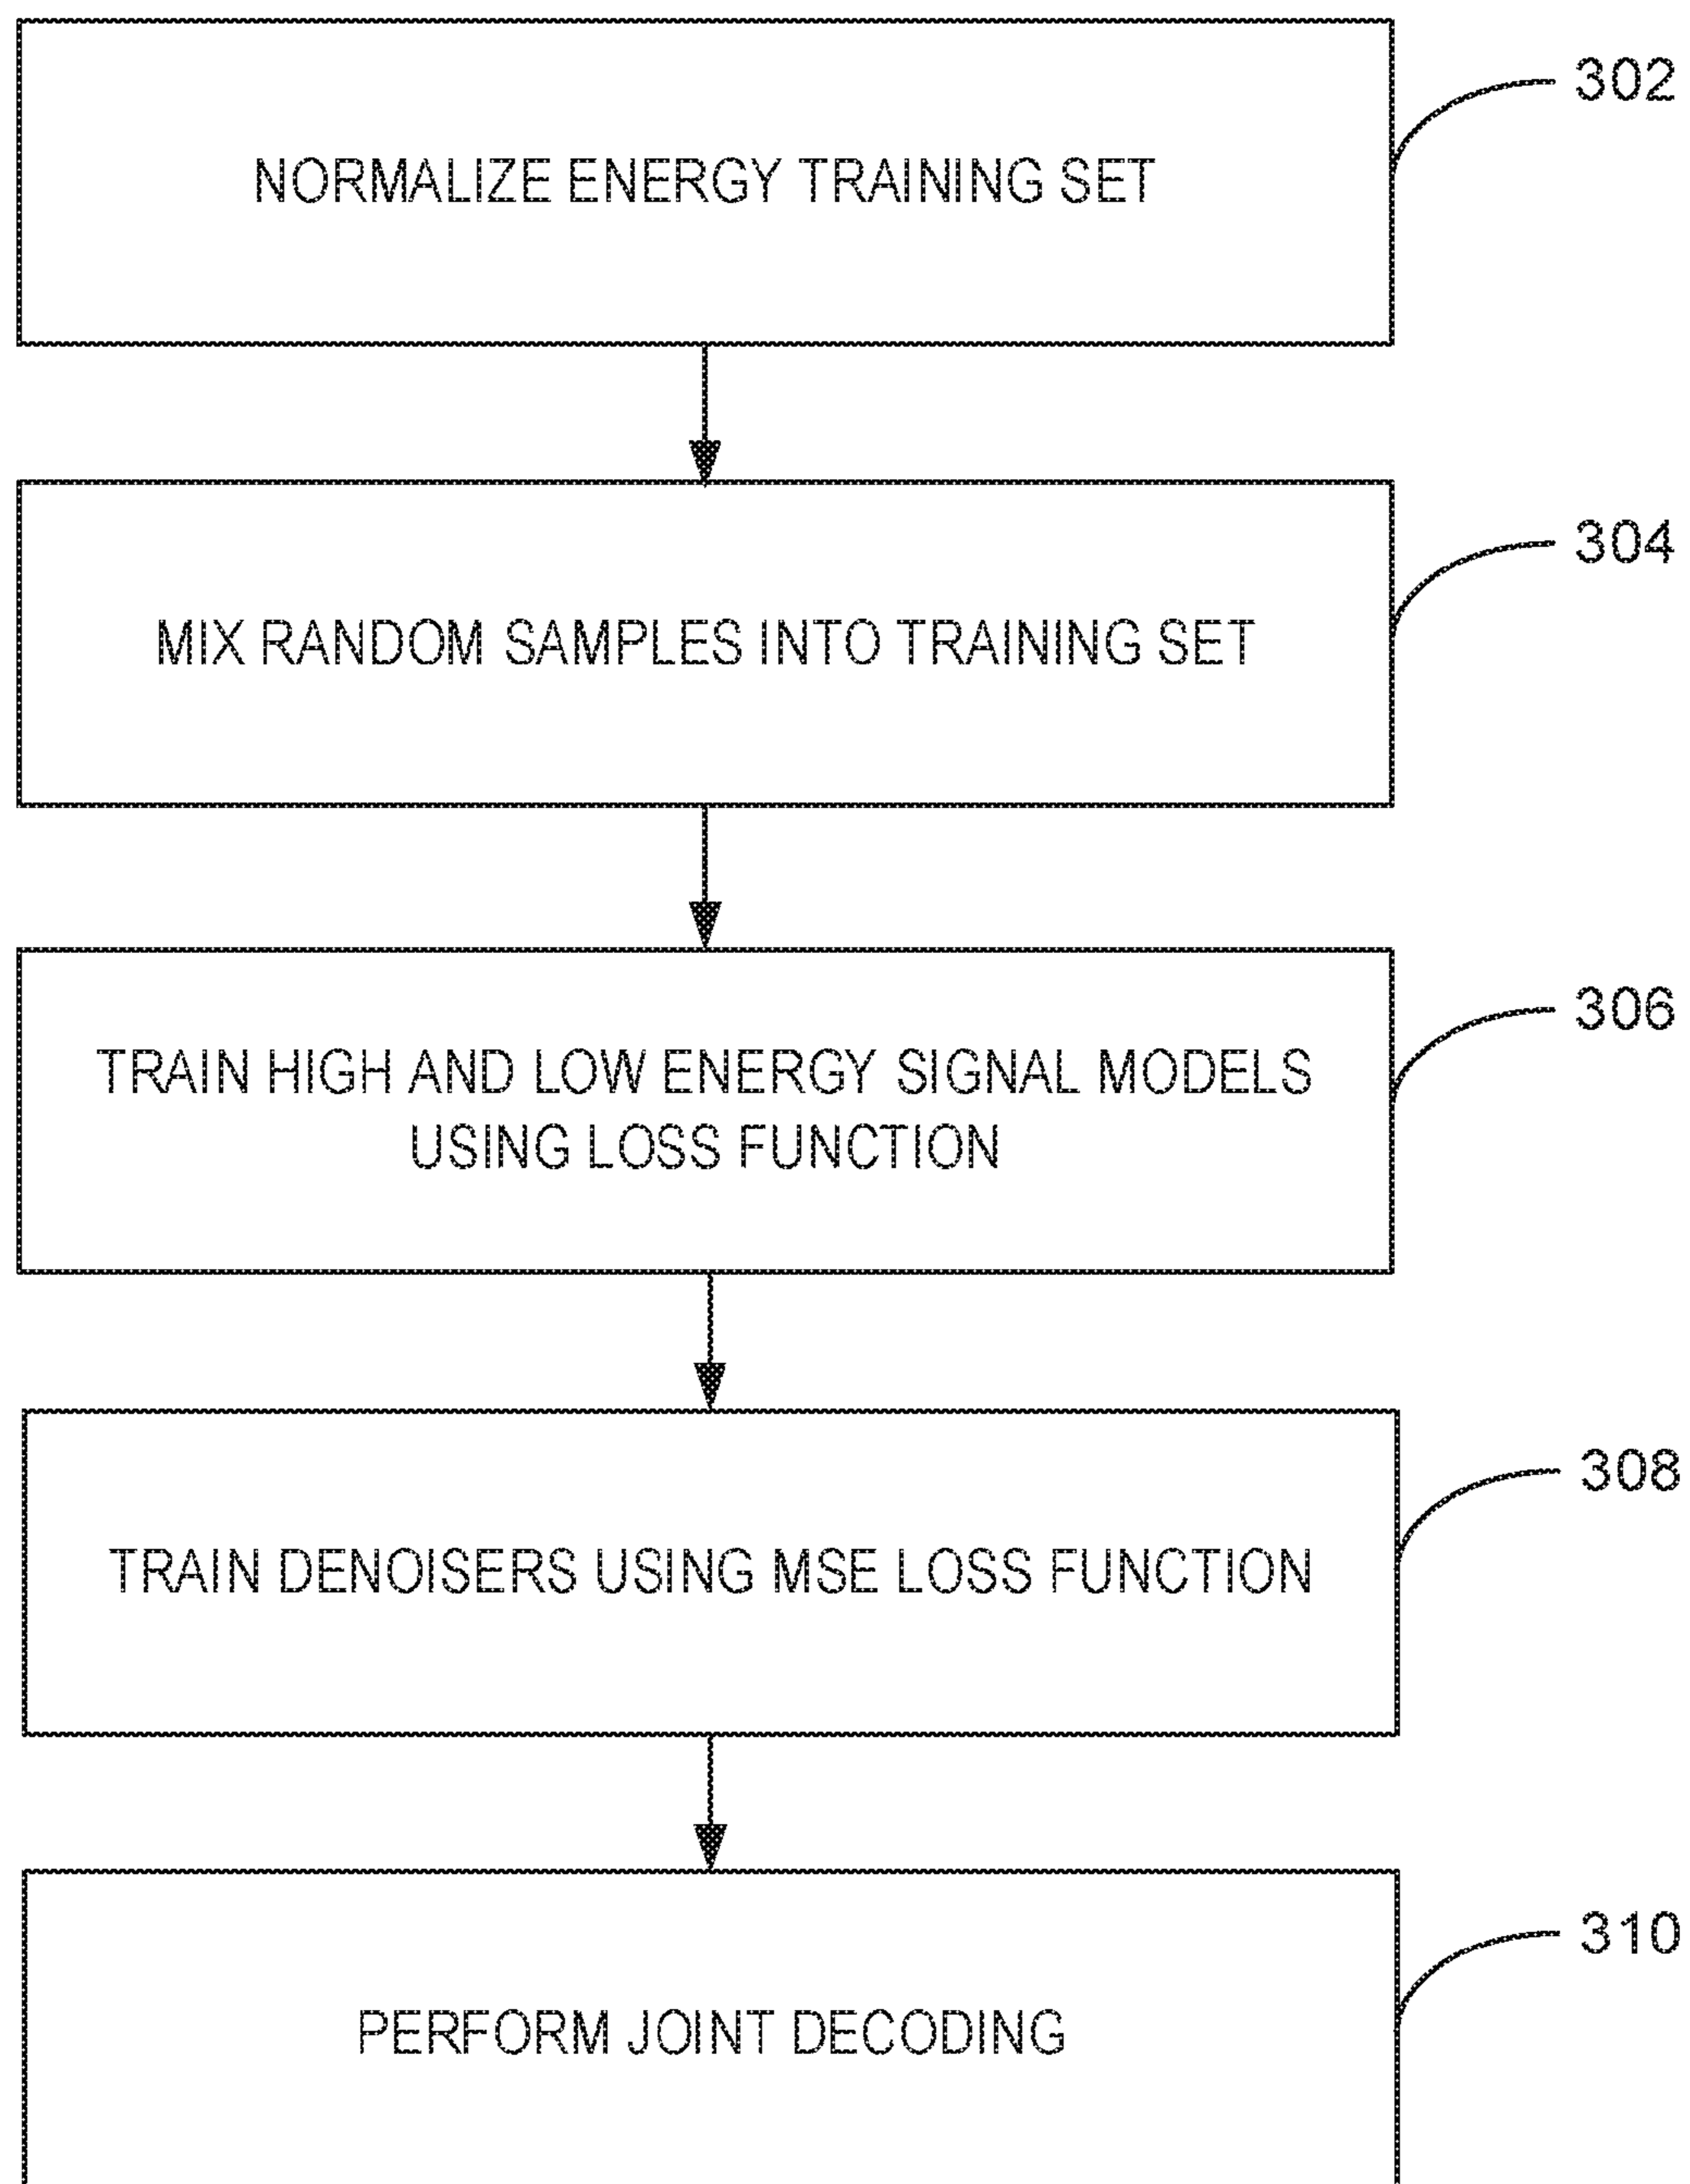 NORMALIZE ENERGY TRAINING SET
302
MIX RANDOM SAMPLES INTO TRAINING SET
304
TRAIN HIGH AND LOW ENERGY SIGNAL MODELS
USING LOSS FUNCTION
306
TRAIN DENOISERS USING MSE LOSS FUNCTION
308
PERFORM JOINT DECODING
310